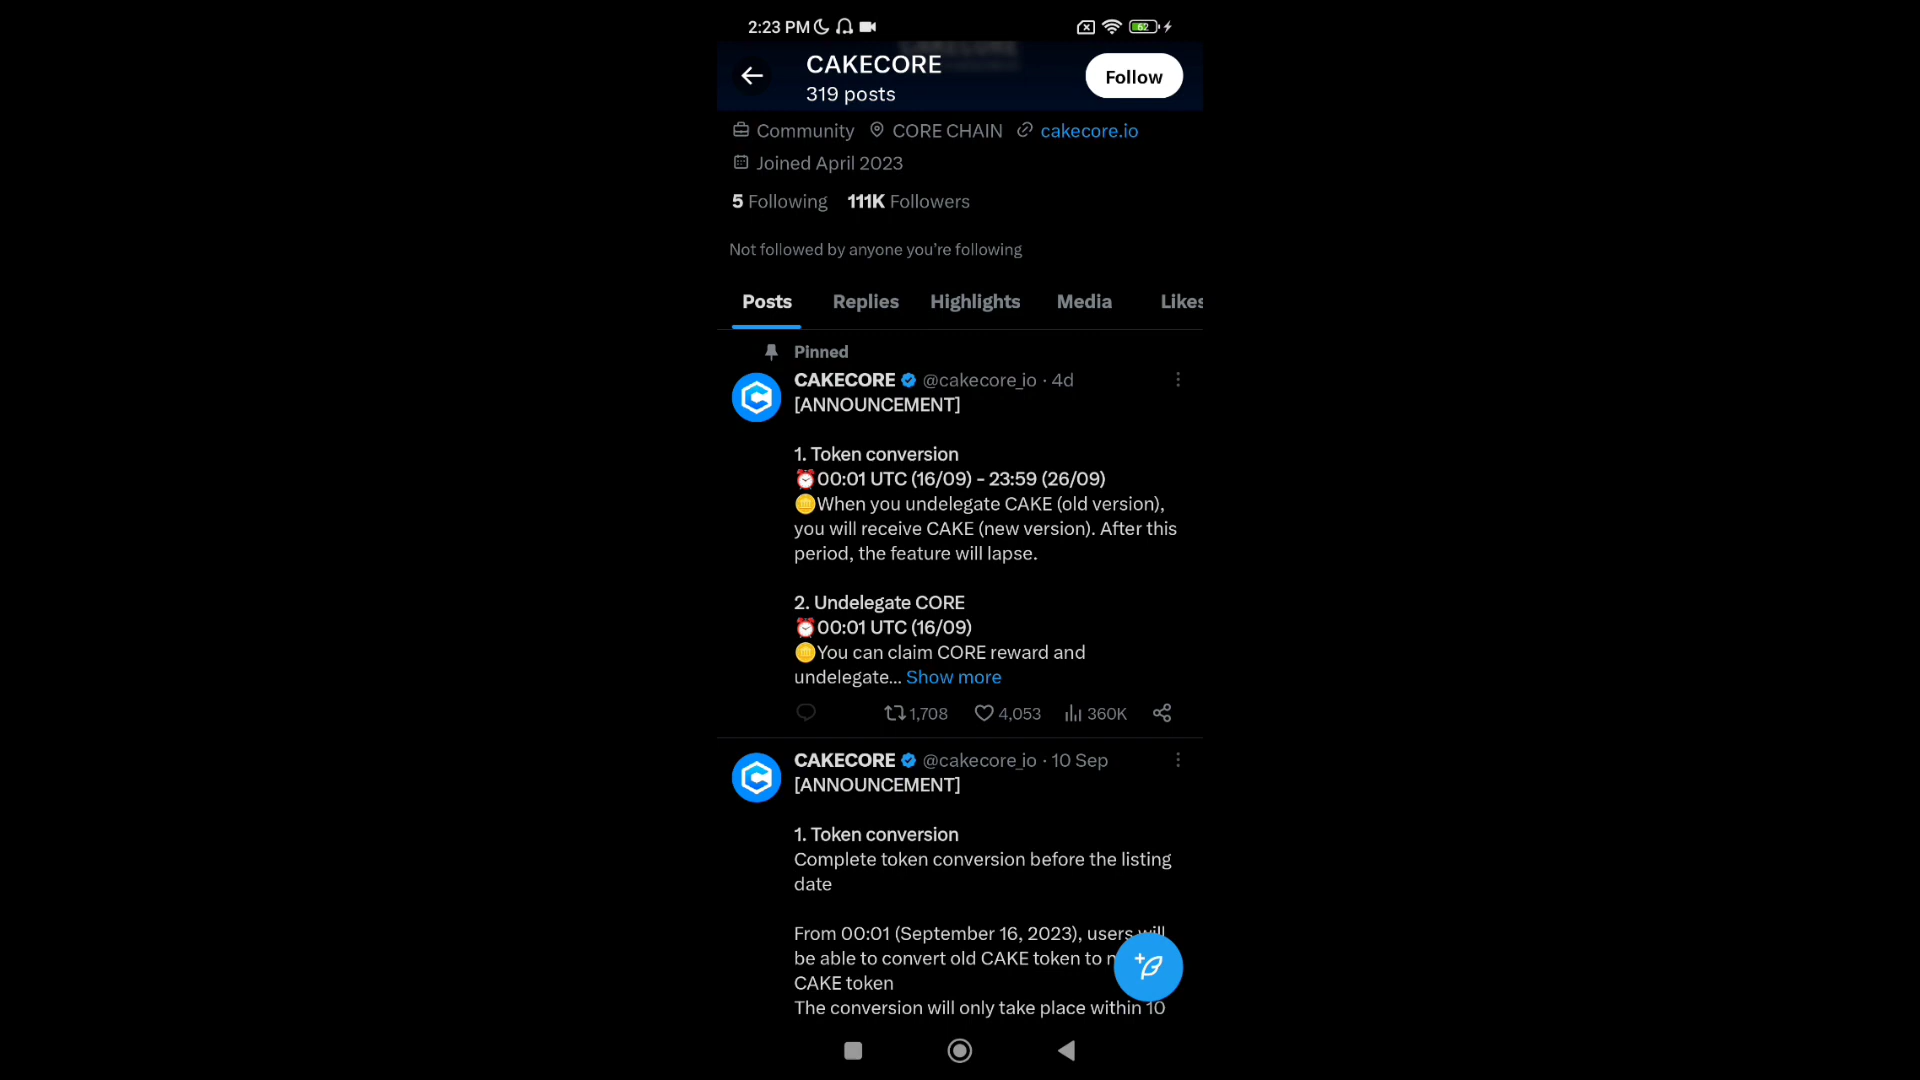 2:23 PM
62
CAKECORE
319 posts
Follow
Community CORE CHAIN cakecore.io
Joined April 2023
5 Following 111K Followers
Not followed by anyone you're following
Posts Replies Highlights Media Likes
Pinned
CAKECORE @cakecore_io · 4d
[ANNOUNCEMENT]
1. Token conversion
⏰00:01 UTC (16/09) - 23:59 (26/09)
🪙When you undelegate CAKE (old version),
you will receive CAKE (new version). After this
period, the feature will lapse.
2. Undelegate CORE
⏰00:01 UTC (16/09)
🪙You can claim CORE reward and
undelegate... Show more
1,708 4,053 360K
CAKECORE @cakecore_io · 10 Sep
[ANNOUNCEMENT]
1. Token conversion
Complete token conversion before the listing
date
From 00:01 (September 16, 2023), users will
be able to convert old CAKE token to
CAKE token
The conversion will only take place within 10